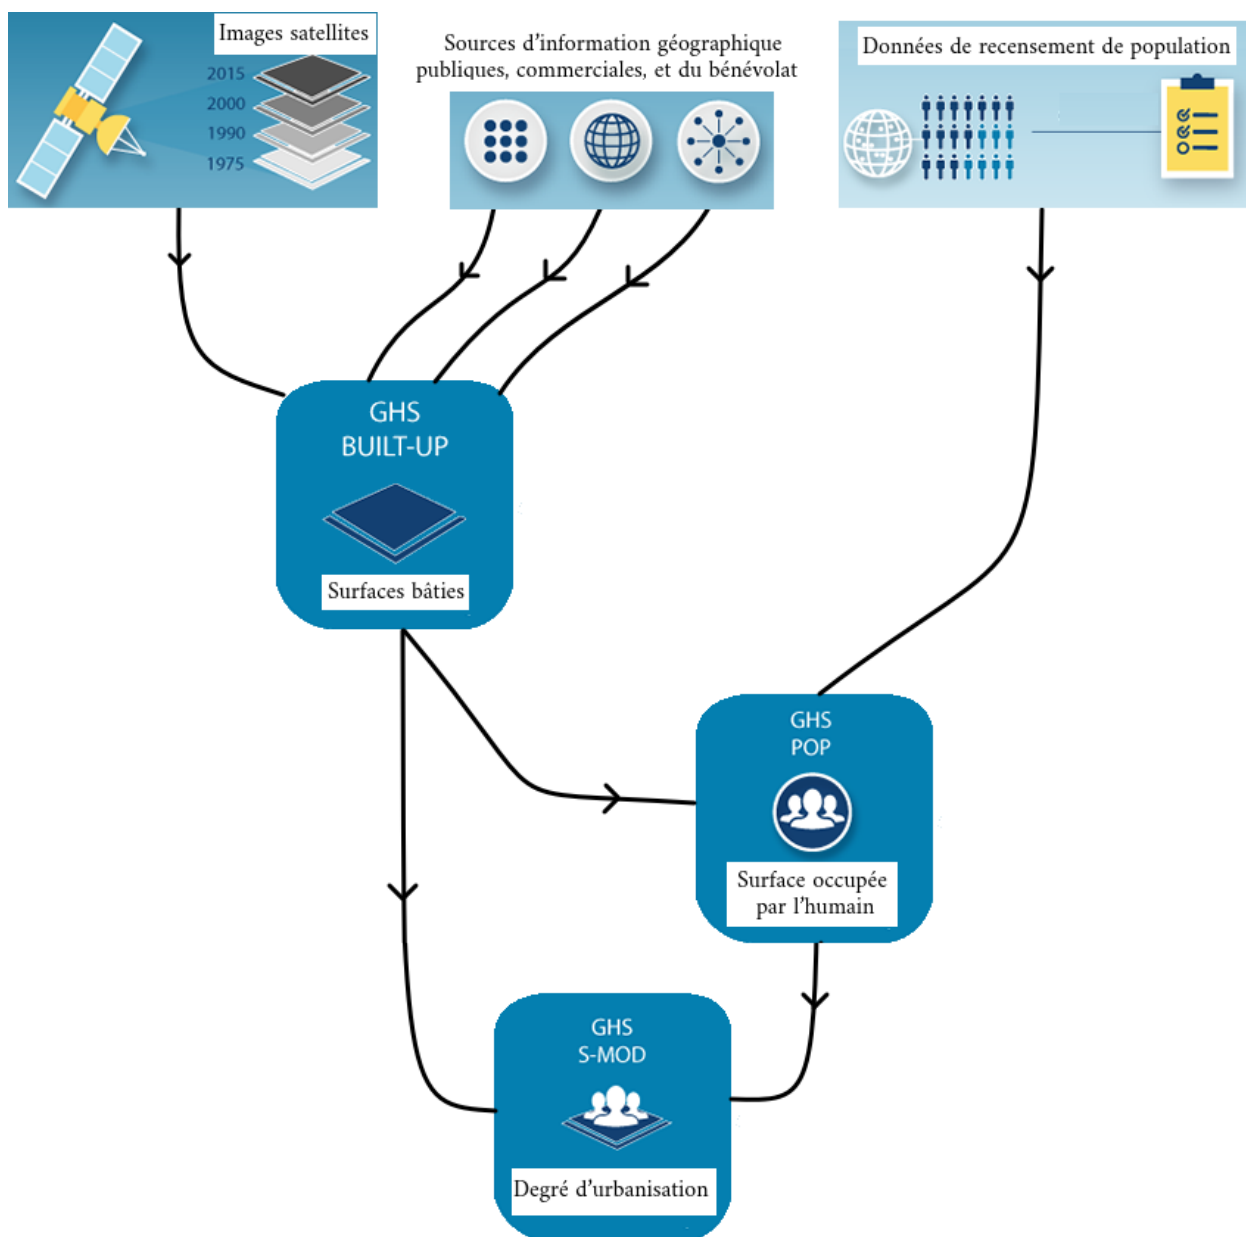 Images satellites
2015
2000
1990
1975
Sources d'information géographique
publiques, commerciales, et du bénévolat
Données de recensement de population
GHS
BUILT-UP
Surfaces bâties
GHS
POP
Surface occupée
par l'humain
GHS
S-MOD
Degré d'urbanisation